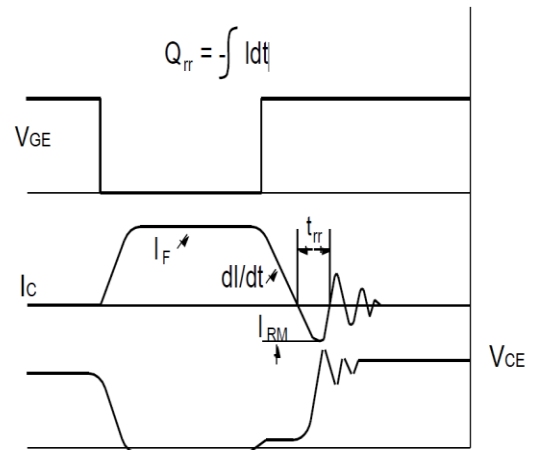 Qrr = -∫ Idt
VGE
trr
IF
dI/dt
IC
IRM
VCE